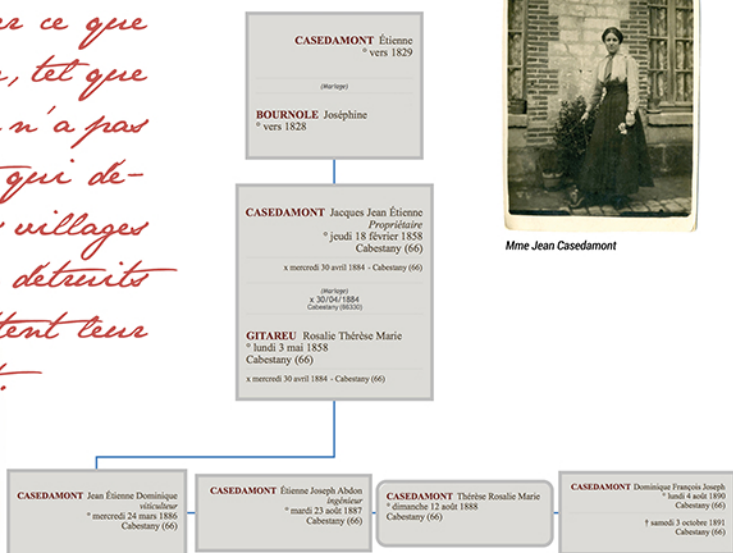 ce que
, tel que
n'a pas
qui dé-
villages
détruits
leur
CASEDAMONT Étienne
° vers 1829
(Mariage)
BOURNOLE Joséphine
° vers 1828
CASEDAMONT Jacques Jean Étienne
Propriétaire
° jeudi 18 février 1858
Cabestany (66)
x mercredi 30 avril 1884 - Cabestany (66)
(Mariage)
x 30/04/1884
Cabestany (66330)
GITAREU Rosalie Thérèse Marie
° lundi 3 mai 1858
Cabestany (66)
x mercredi 30 avril 1884 - Cabestany (66)
Mme Jean Casedamont
CASEDAMONT Jean Étienne Dominique
viticulteur
° mercredi 24 mars 1886
Cabestany (66)
CASEDAMONT Étienne Joseph Abdon
ingénieur
° mardi 23 août 1887
Cabestany (66)
CASEDAMONT Thérèse Rosalie Marie
° dimanche 12 août 1888
Cabestany (66)
CASEDAMONT Dominique François Joseph
° lundi 4 août 1890
Cabestany (66)
† samedi 3 octobre 1891
Cabestany (66)